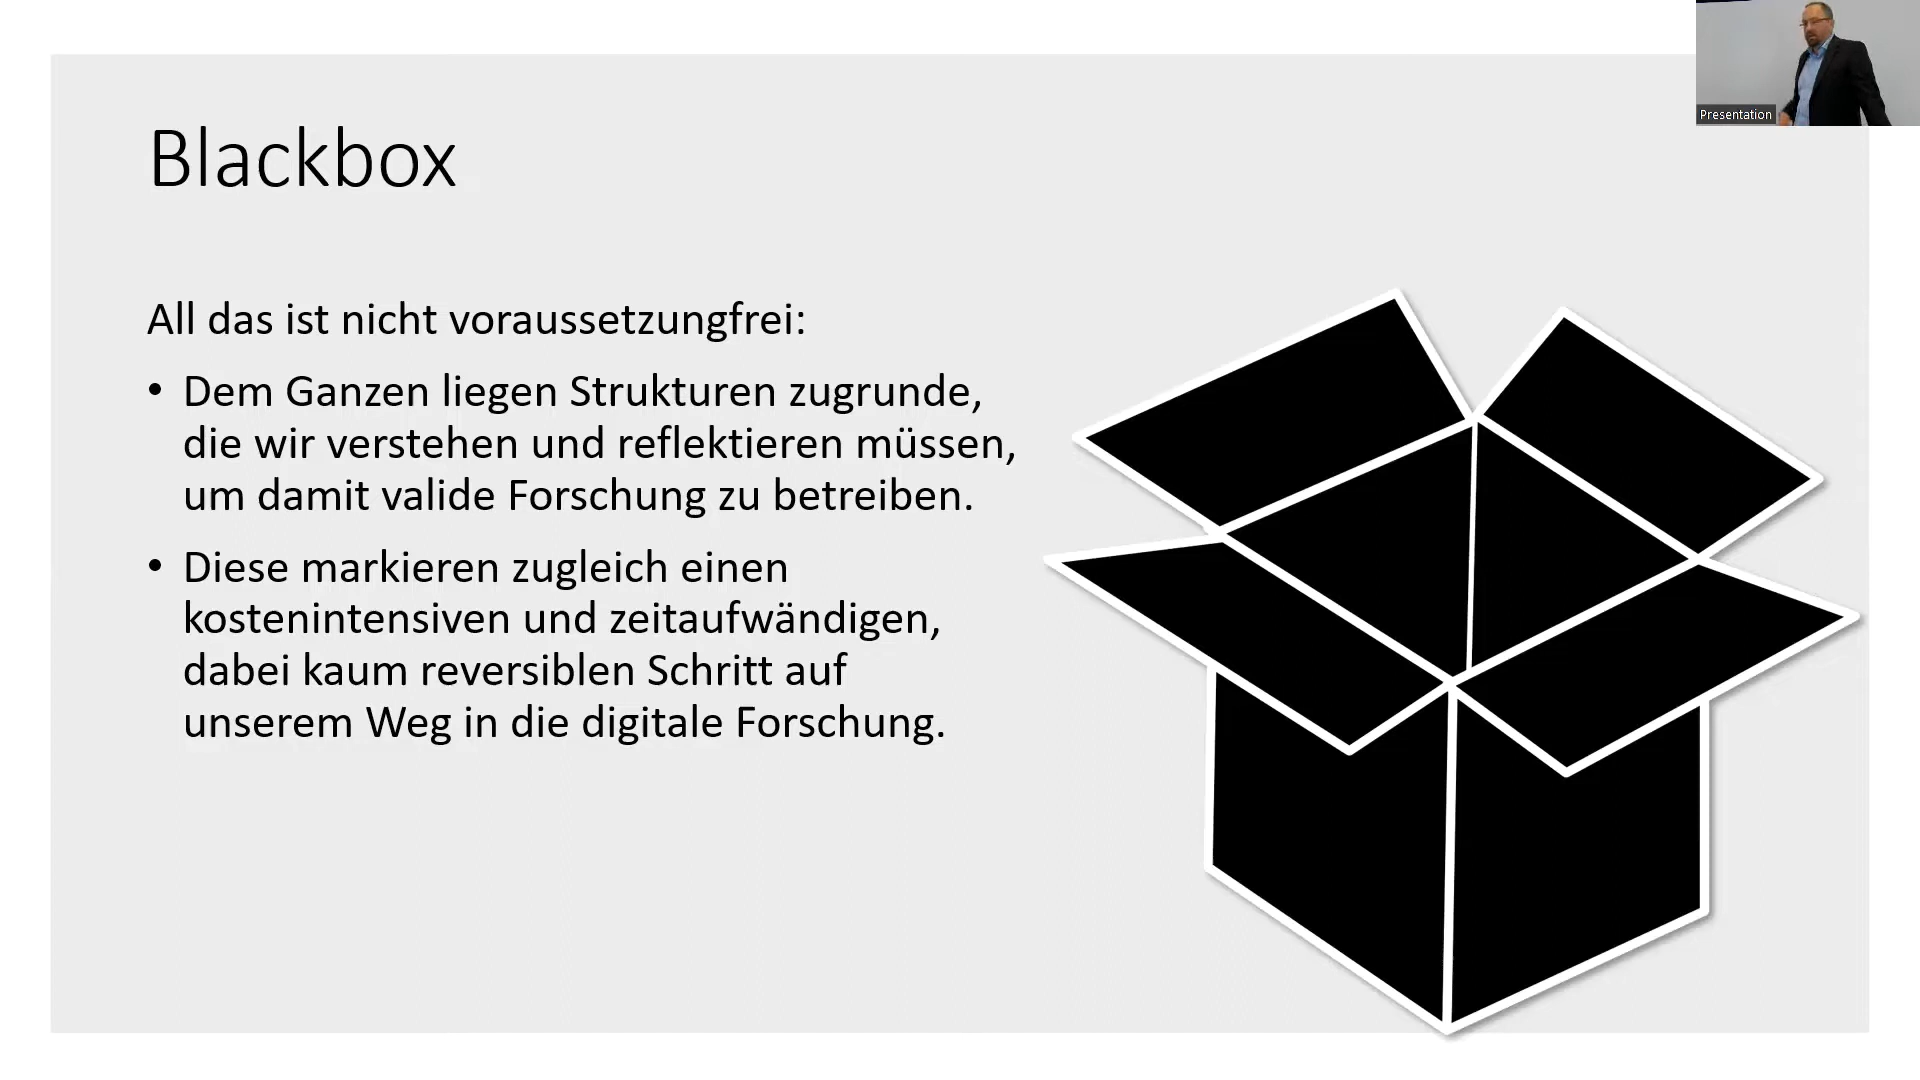 Presentation
Blackbox
All das ist nicht voraussetzungfrei:
• Dem Ganzen liegen Strukturen zugrunde,
die wir verstehen und reflektieren müssen,
um damit valide Forschung zu betreiben.
• Diese markieren zugleich einen
kostenintensiven und zeitaufwändigen,
dabei kaum reversiblen Schritt auf
unserem Weg in die digitale Forschung.